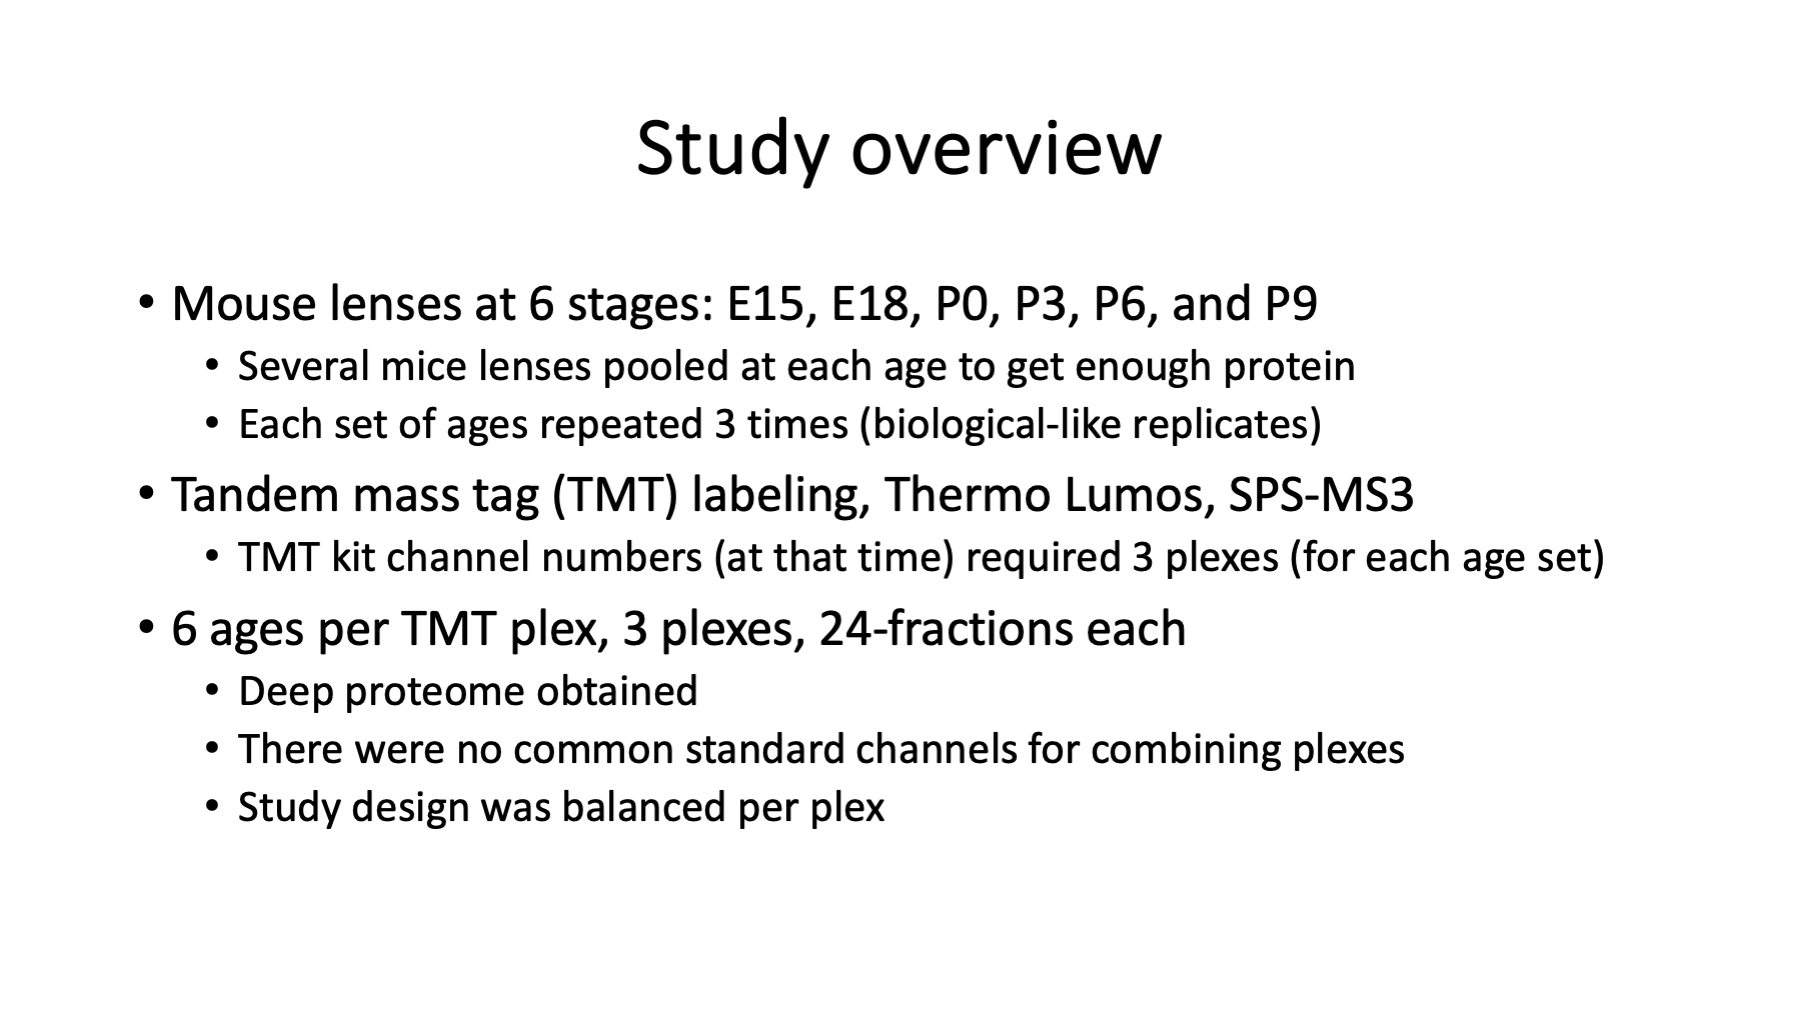 Study overview
• Mouse lenses at 6 stages: E15, E18, P0, P3, P6, and P9
• Several mice lenses pooled at each age to get enough protein
• Each set of ages repeated 3 times (biological-like replicates)
• Tandem mass tag (TMT) labeling, Thermo Lumos, SPS-MS3
• TMT kit channel numbers (at that time) required 3 plexes (for each age set)
• 6 ages per TMT plex, 3 plexes, 24-fractions each
• Deep proteome obtained
• There were no common standard channels for combining plexes
• Study design was balanced per plex